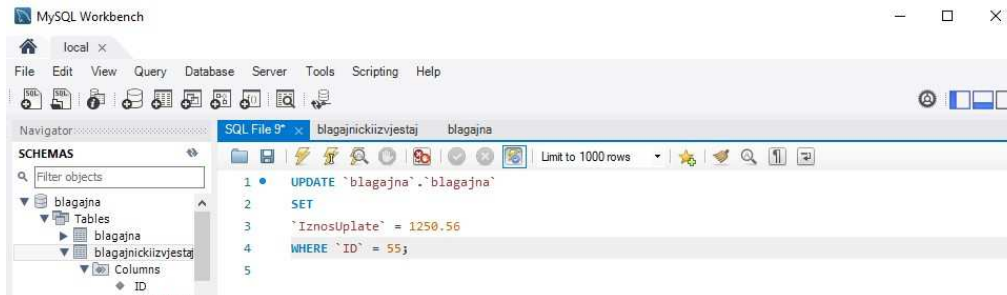 MySQL Workbench
local ×
File Edit View Query Database Server Tools Scripting Help
Navigator
SQL File 9* × blagajnickiizvjestaj blagajna
SCHEMAS
Limit to 1000 rows
Filter objects
blagajna
Tables
blagajna
blagajnickiizvjestaj
Columns
ID
1 UPDATE `blagajna`.`blagajna`
2 SET
3 `IznosUplate` = 1250.56
4 WHERE `ID` = 55;
5